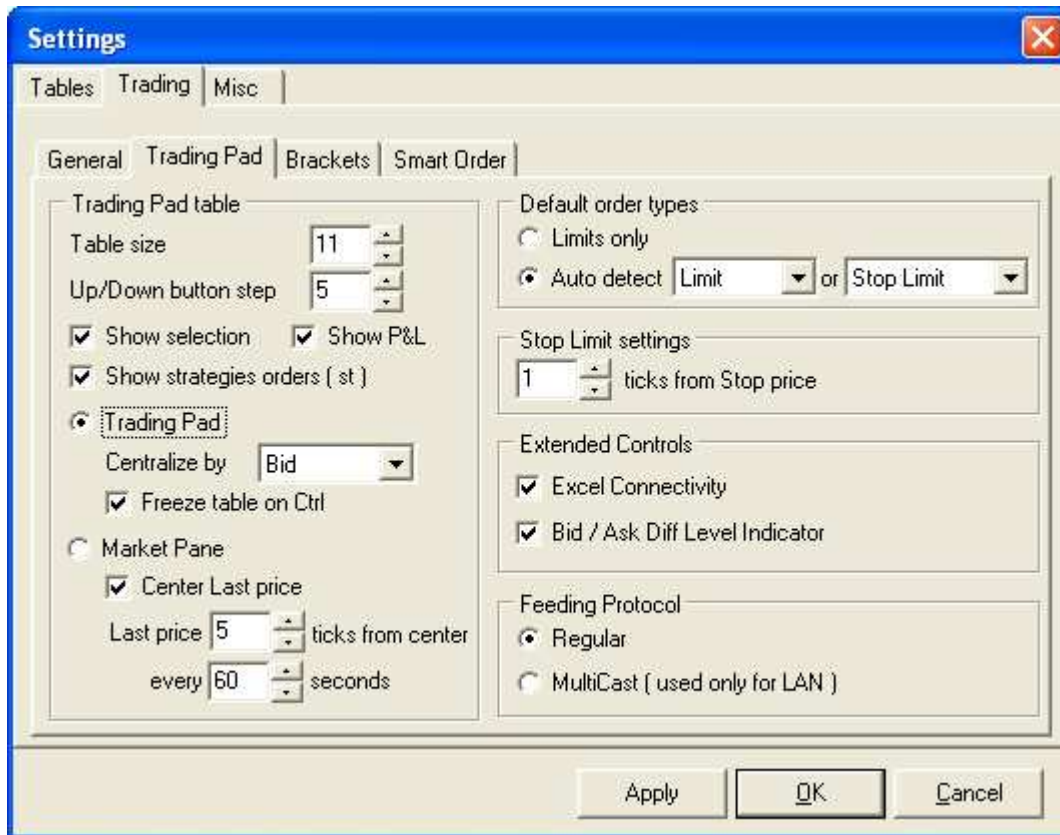 Settings
Tables Trading Misc
General Trading Pad Brackets Smart Order
Trading Pad table
Table size 11
Up/Down button step 5
Show selection Show P&L
Show strategies orders ( st )
Trading Pad
Centralize by Bid
Freeze table on Ctrl
Market Pane
Center Last price
Last price 5 ticks from center
every 60 seconds
Default order types
Limits only
Auto detect Limit or Stop Limit
Stop Limit settings
1 ticks from Stop price
Extended Controls
Excel Connectivity
Bid / Ask Diff Level Indicator
Feeding Protocol
Regular
MultiCast ( used only for LAN )
Apply OK Cancel